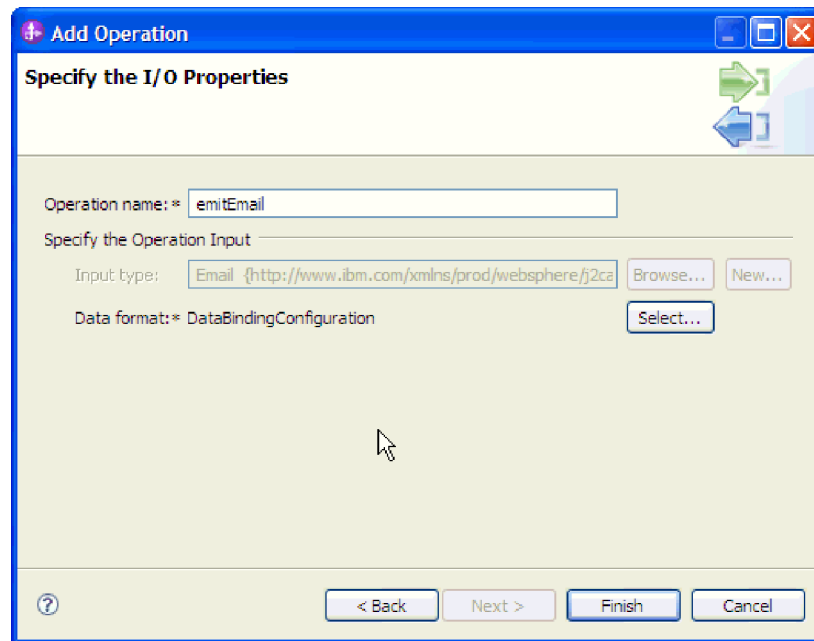 Add Operation
Specify the I/O Properties
Operation name:* emitEmail
Specify the Operation Input
Input type: Email {http://www.ibm.com/xmlns/prod/websphere/j2ca Browse... New...
Data format:* DataBindingConfiguration Select...
? < Back Next > Finish Cancel